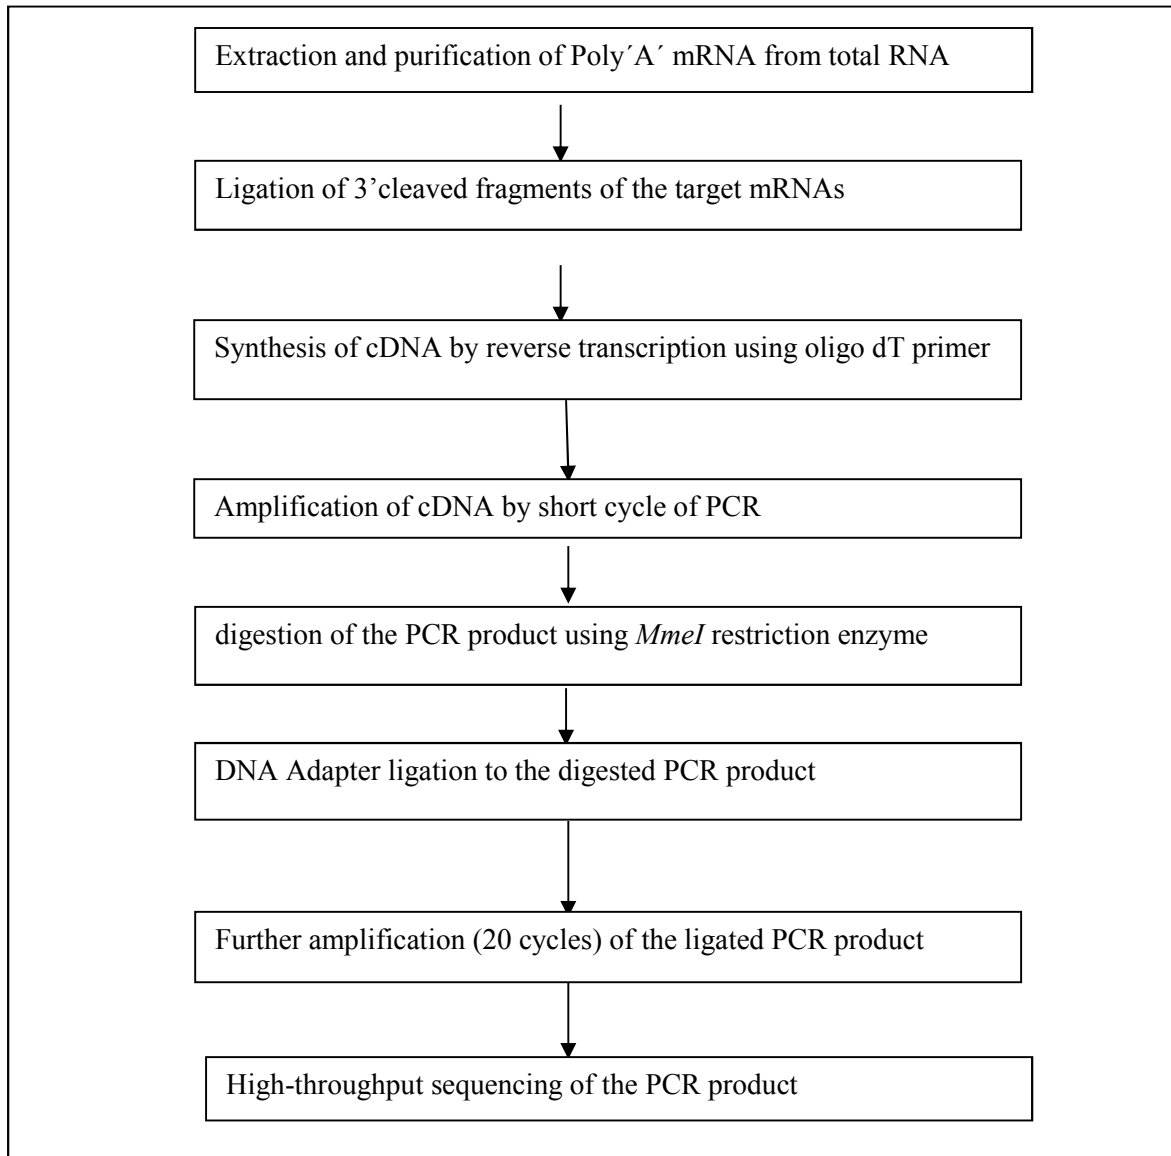 Extraction and purification of Poly´A´ mRNA from total RNA
Ligation of 3’cleaved fragments of the target mRNAs
Synthesis of cDNA by reverse transcription using oligo dT primer
Amplification of cDNA by short cycle of PCR
digestion of the PCR product using MmeI restriction enzyme
DNA Adapter ligation to the digested PCR product
Further amplification (20 cycles) of the ligated PCR product
High-throughput sequencing of the PCR product